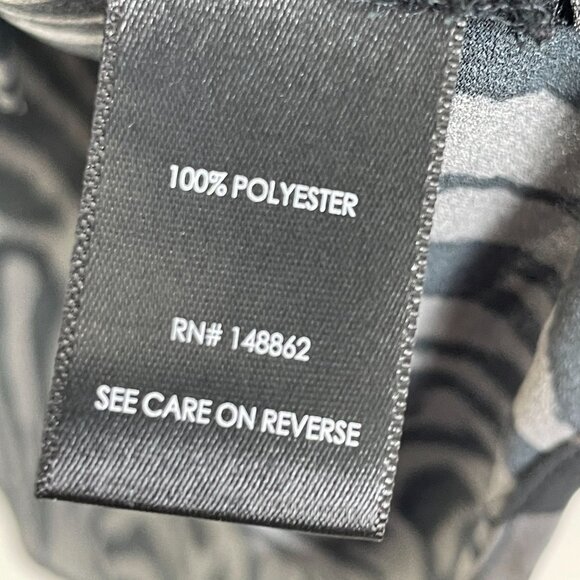 100% POLYESTER
RN# 148862
SEE CARE ON REVERSE